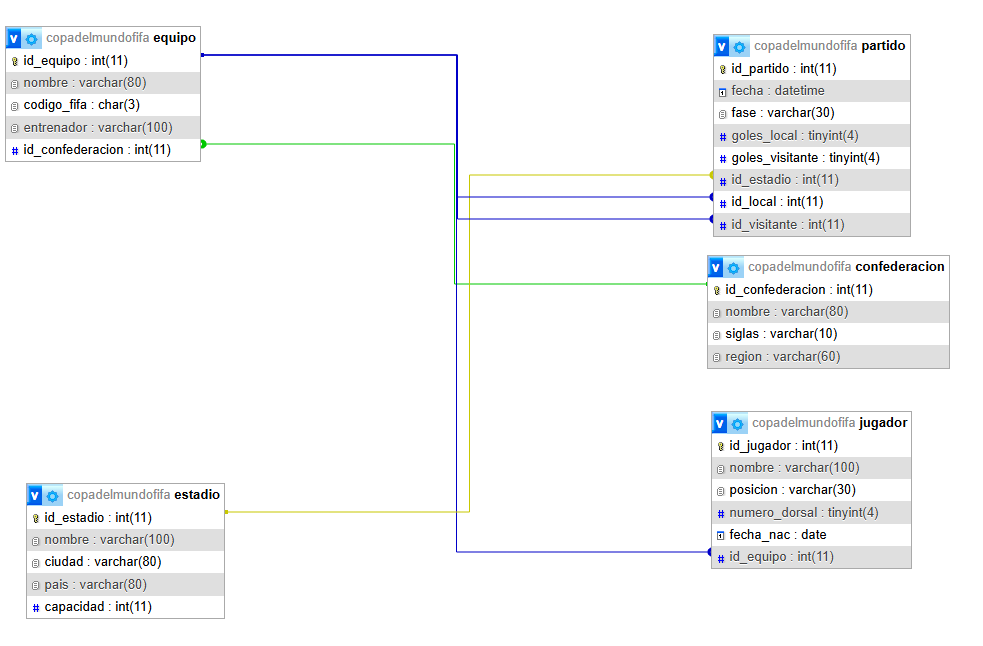 copadelmundofifa equipo
id_equipo : int(11)
nombre : varchar(80)
codigo_fifa : char(3)
entrenador : varchar(100)
id_confederacion : int(11)
copadelmundofifa partido
id_partido : int(11)
fecha : datetime
fase : varchar(30)
goles_local : tinyint(4)
goles_visitante : tinyint(4)
id_estadio : int(11)
id_local : int(11)
id_visitante : int(11)
copadelmundofifa confederacion
id_confederacion : int(11)
nombre : varchar(80)
siglas : varchar(10)
region : varchar(60)
copadelmundofifa jugador
id_jugador : int(11)
nombre : varchar(100)
posicion : varchar(30)
numero_dorsal : tinyint(4)
fecha_nac : date
id_equipo : int(11)
copadelmundofifa estadio
id_estadio : int(11)
nombre : varchar(100)
ciudad : varchar(80)
pais : varchar(80)
capacidad : int(11)